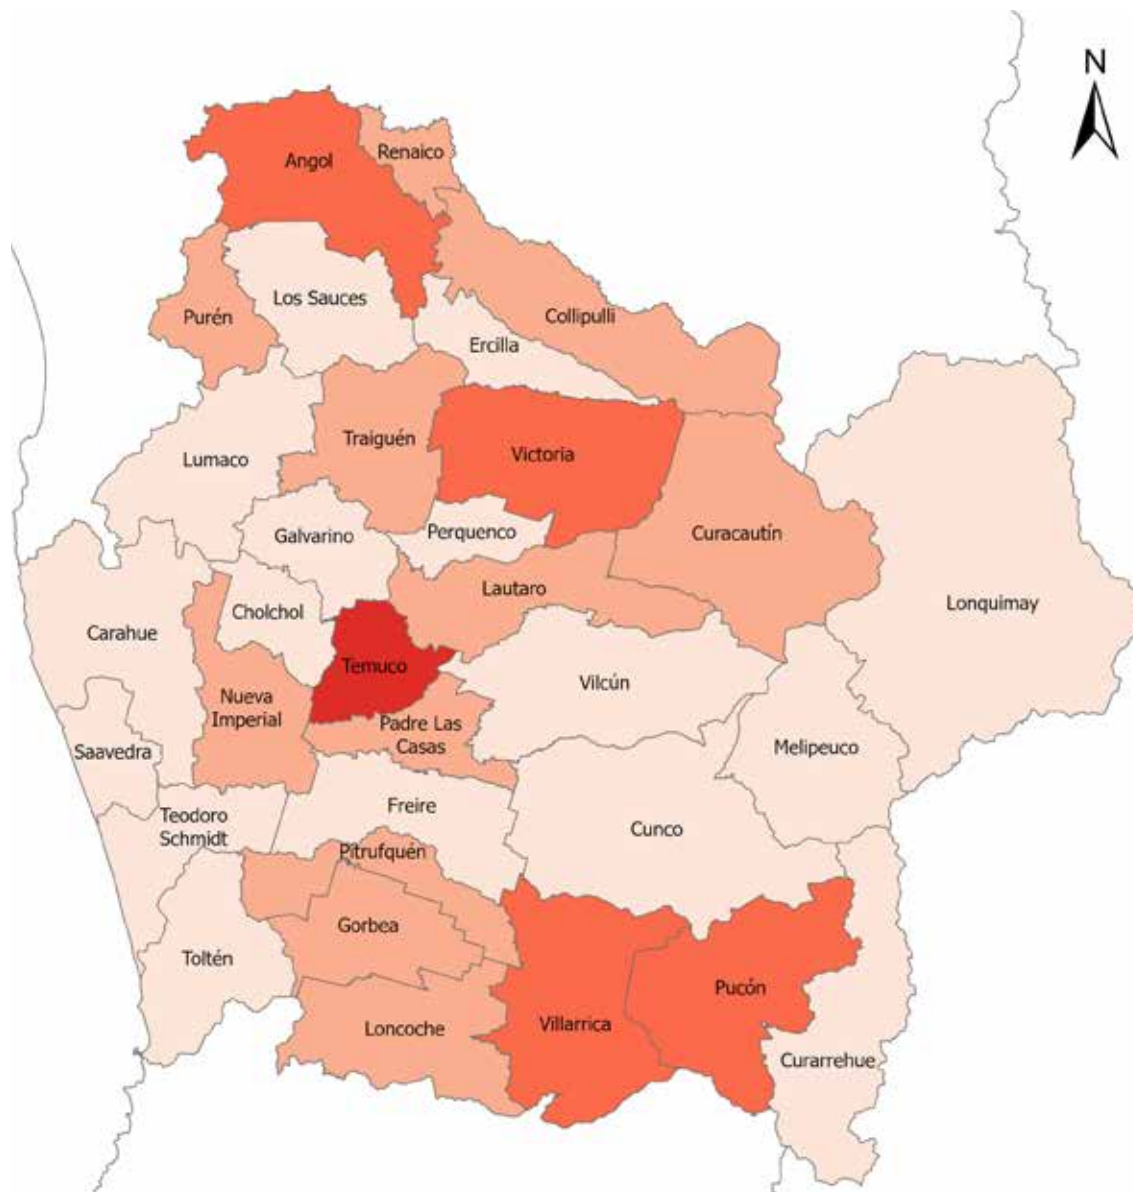 N
Angol
Renaico
Los Sauces
Purén
Collipulli
Ercilla
Traiguén
Victoria
Lumaco
Galvarino
Perquenco
Curacautín
Lautaro
Lonquimay
Cholchol
Carahue
Temuco
Vilcún
Nueva
Imperial
Padre Las
Casas
Saavedra
Melipeuco
Teodoro
Schmidt
Freire
Cunco
Pitrufquén
Gorbea
Toltén
Pucón
Villarrica
Loncoche
Curarrehue